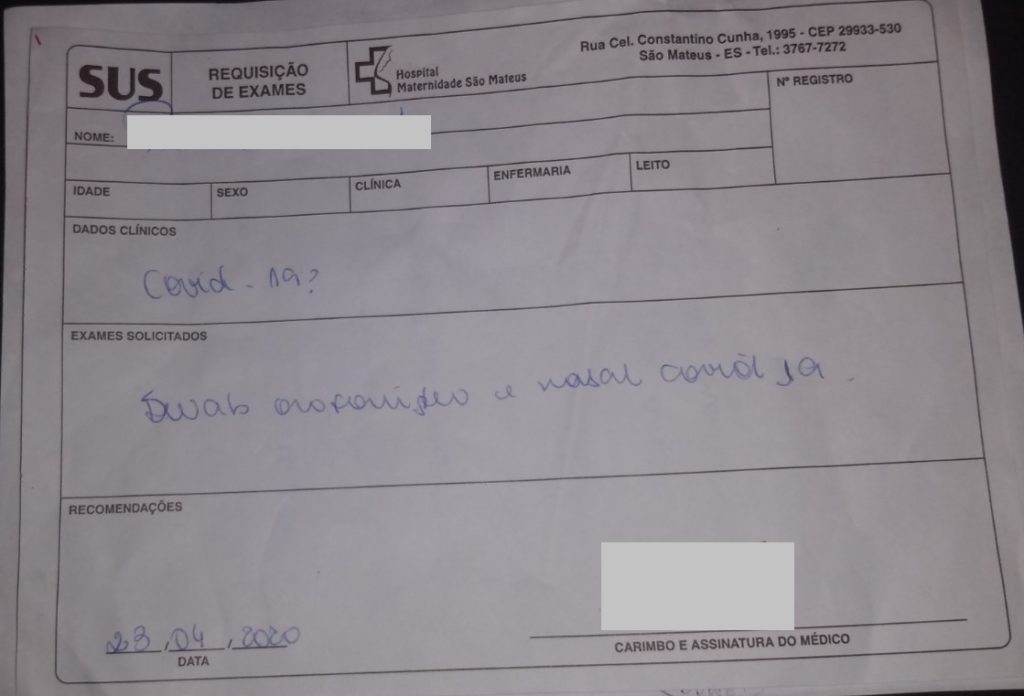 SUS
REQUISIÇÃO
DE EXAMES
Hospital
Maternidade São Mateus
Rua Cel. Constantino Cunha, 1995 - CEP 29933-530
São Mateus - ES - Tel.: 3767-7272
Nº REGISTRO
NOME:
IDADE
SEXO
CLÍNICA
ENFERMARIA
LEITO
DADOS CLÍNICOS
Covid - 19?
EXAMES SOLICITADOS
Swab e nasal covid 19.
RECOMENDAÇÕES
23,04,2020
DATA
CARIMBO E ASSINATURA DO MÉDICO